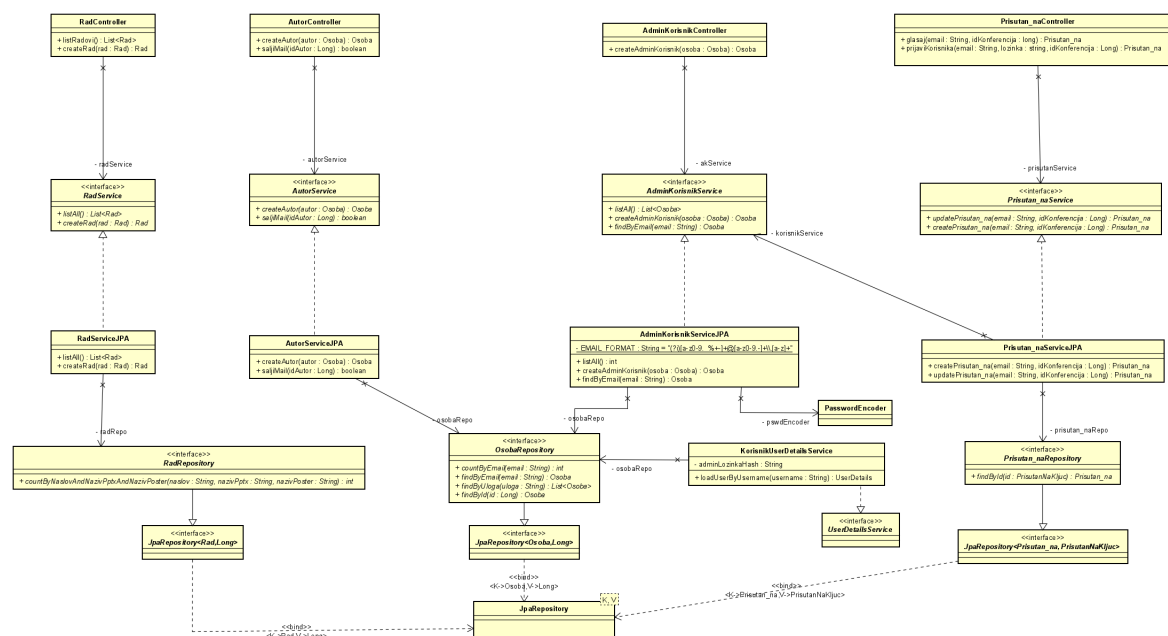 RadController
+ listRadovi() : List<Rad>
+ createRad(rad : Rad) : Rad
AutorController
+ createAutor(autor : Osoba) : Osoba
+ saljiMail(idAutor : Long) : boolean
AdminKorisnikController
+ createAdminKorisnik(osoba : Osoba) : Osoba
Prisutan_naController
+ glasaj(email : String, idKonferencija : long) : Prisutan_na
+ prijaviKorisnika(email : String, lozinka : string, idKonferencija : Long) : Prisutan_na
- radService
- autorService
- akService
- prisutanService
<<interface>>
RadService
+ listAll() : List<Rad>
+ createRad(rad : Rad) : Rad
<<interface>>
AutorService
+ createAutor(autor : Osoba) : Osoba
+ saljiMail(idAutor : Long) : boolean
<<interface>>
AdminKorisnikService
+ listAll() : List<Osoba>
+ createAdminKorisnik(osoba : Osoba) : Osoba
+ findByEmail(email : String) : Osoba
<<interface>>
Prisutan_naService
+ updatePrisutan_na(email : String, idKonferencija : Long) : Prisutan_na
+ createPrisutan_na(email : String, idKonferencija : Long) : Prisutan_na
- korisnikService
RadServiceJPA
+ listAll() : List<Rad>
+ createRad(rad : Rad) : Rad
AutorServiceJPA
+ createAutor(autor : Osoba) : Osoba
+ saljiMail(idAutor : Long) : boolean
AdminKorisnikServiceJPA
- EMAIL_FORMAT : String =
+ listAll() : int
+ createAdminKorisnik(osoba : Osoba) : Osoba
+ findByEmail(email : String) : Osoba
Prisutan_naServiceJPA
+ createPrisutan_na(email : String, idKonferencija : Long) : Prisutan_na
+ updatePrisutan_na(email : String, idKonferencija : Long) : Prisutan_na
PasswordEncoder
- radRepo
- osobaRepo
- osobaRepo
- pswdEncoder
- prisutan_naRepo
<<interface>>
RadRepository
+ countByNaslovAndNazivPptxAndNazivPoster(naslov : String, nazivPptx : String, nazivPoster : String) : int
<<interface>>
OsobaRepository
+ countByEmail(email : String) : int
+ findByEmail(email : String) : Osoba
+ findByUloga(uloga : String) : List<Osoba>
+ findById(id : Long) : Osoba
- osobaRepo
KorisnikUserDetailsService
- adminLozinkaHash : String
+ loadUserByUsername(username : String) : UserDetails
<<interface>>
Prisutan_naRepository
+ findById(id : PrisutanNaKljuc) : Prisutan_na
<<interface>>
JpaRepository<Rad,Long>
<<interface>>
JpaRepository<Osoba,Long>
<<interface>>
UserDetailsService
<<interface>>
JpaRepository<Prisutan_na, PrisutanNaKljuc>
<<bind>>
<K->Osoba,V->Long>
<<bind>>
<K->Prisutan_na,V->PrisutanNaKljuc>
K, V
JpaRepository
<<bind>>
<K->Rad,V->Long>